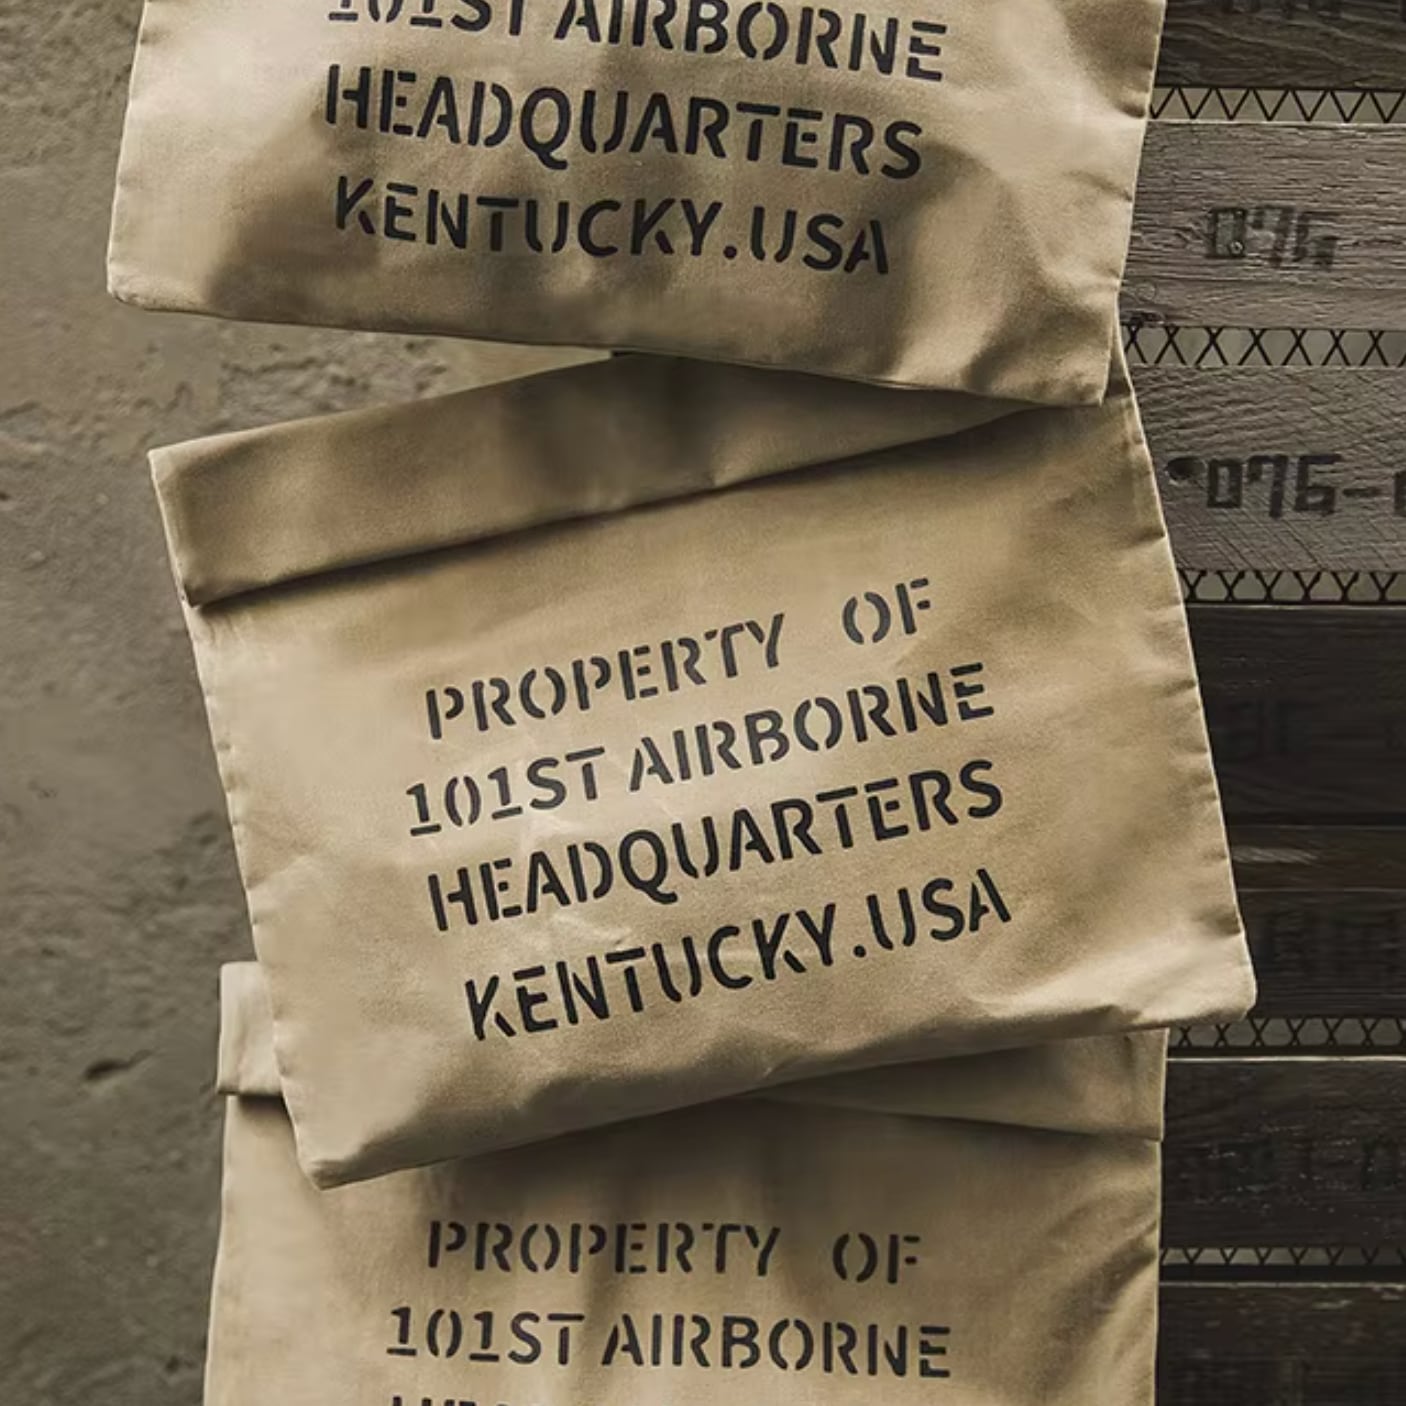 101ST AIRBORNE
HEADQUARTERS
KENTUCKY.USA
PROPERTY OF
101ST AIRBORNE
HEADQUARTERS
KENTUCKY.USA
PROPERTY OF
101ST AIRBORNE